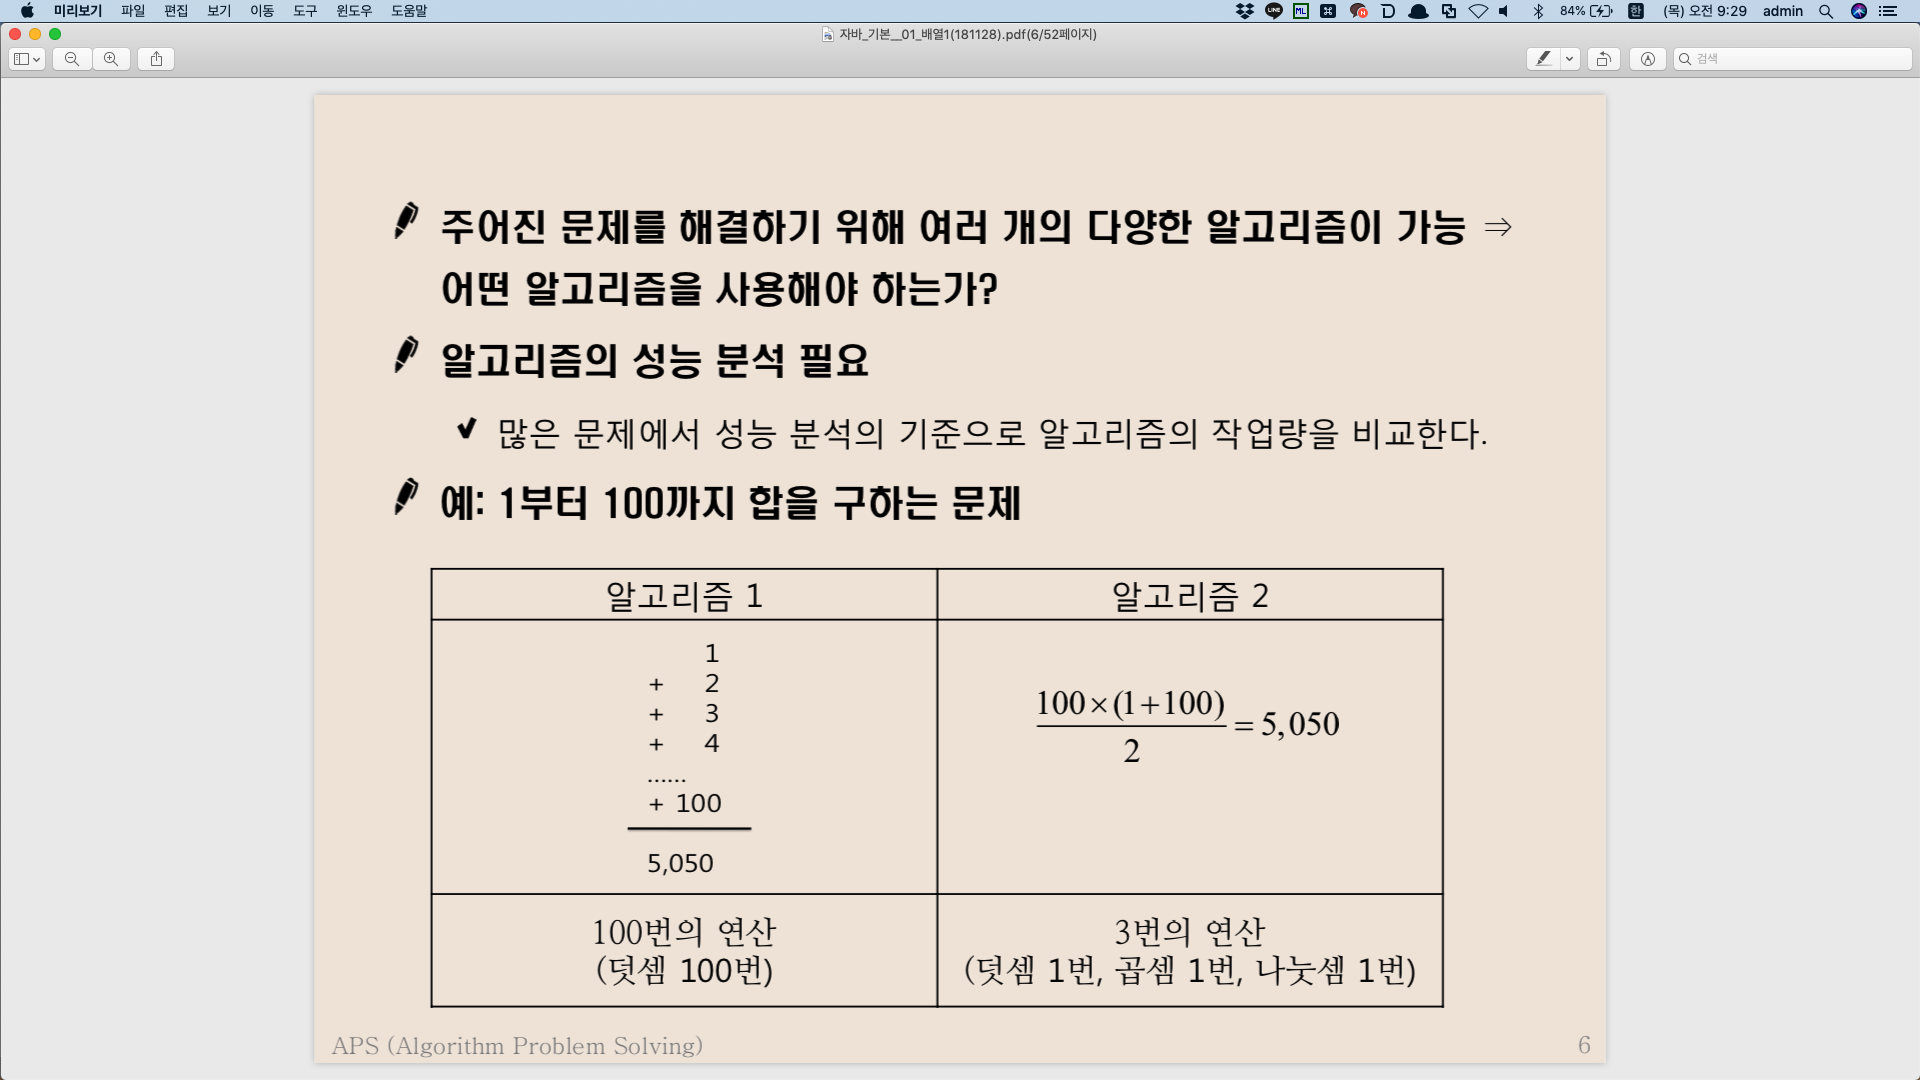 미리보기 파일 편집 보기 이동 도구 윈도우 도움말 84% 한 (목) 오전 9:29 admin
자바_기본__01_배열1(181128).pdf(6/52페이지)
검색
주어진 문제를 해결하기 위해 여러 개의 다양한 알고리즘이 가능 ⇒
어떤 알고리즘을 사용해야 하는가?
알고리즘의 성능 분석 필요
많은 문제에서 성능 분석의 기준으로 알고리즘의 작업량을 비교한다.
예: 1부터 100까지 합을 구하는 문제
알고리즘 1
1
+ 2
+ 3
+ 4
......
+ 100
5,050
100번의 연산
(덧셈 100번)
알고리즘 2
100×(1+100)
2
=5,050
3번의 연산
(덧셈 1번, 곱셈 1번, 나눗셈 1번)
APS (Algorithm Problem Solving) 6